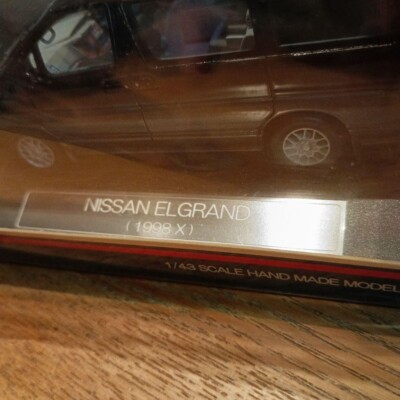 NISSAN ELGRAND
(1998 X)
1/43 SCALE HAND MADE MODEL